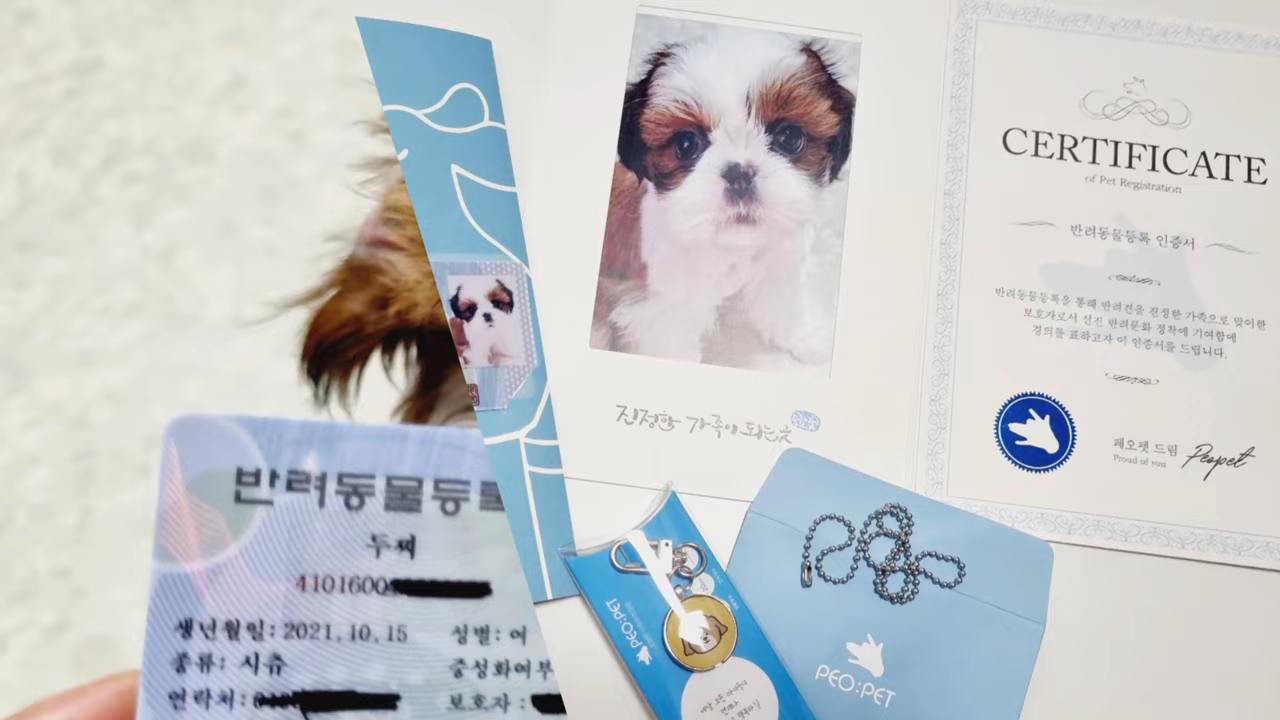 CERTIFICATE
of Pet Registration
반려동물등록 인증서
반려동물등록을 통해 반려견을 진정한 가족으로 맞이한
보호자로서 선진 반려문화 정착에 기여함에
경의를 표하고자 이 인증서를 드립니다.
페오펫 드림
Proud of you
Peopet
진정한 가족이 되는 곳
반려동물등록
두찌
41016004
생년월일: 2021.10.15 성별: 여
종류: 시츄 중성화여부
연락처: 보호자:
PEO:PET
PEO:PET